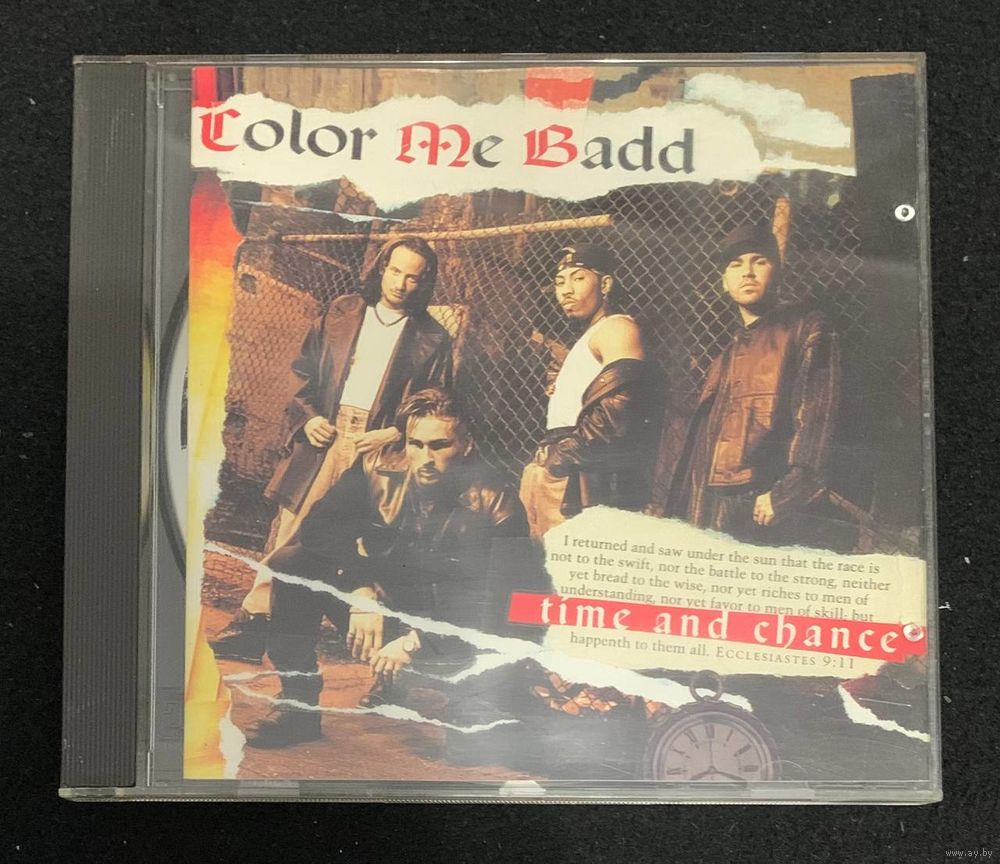 Color Me Badd
I returned and saw under the sun that the race is
not to the swift, nor the battle to the strong, neither
yet bread to the wise, nor yet riches to men of
understanding, nor yet favor to men of skill; but
time and chance
happenth to them all. ECCLESIASTES 9:11
www.ay.by